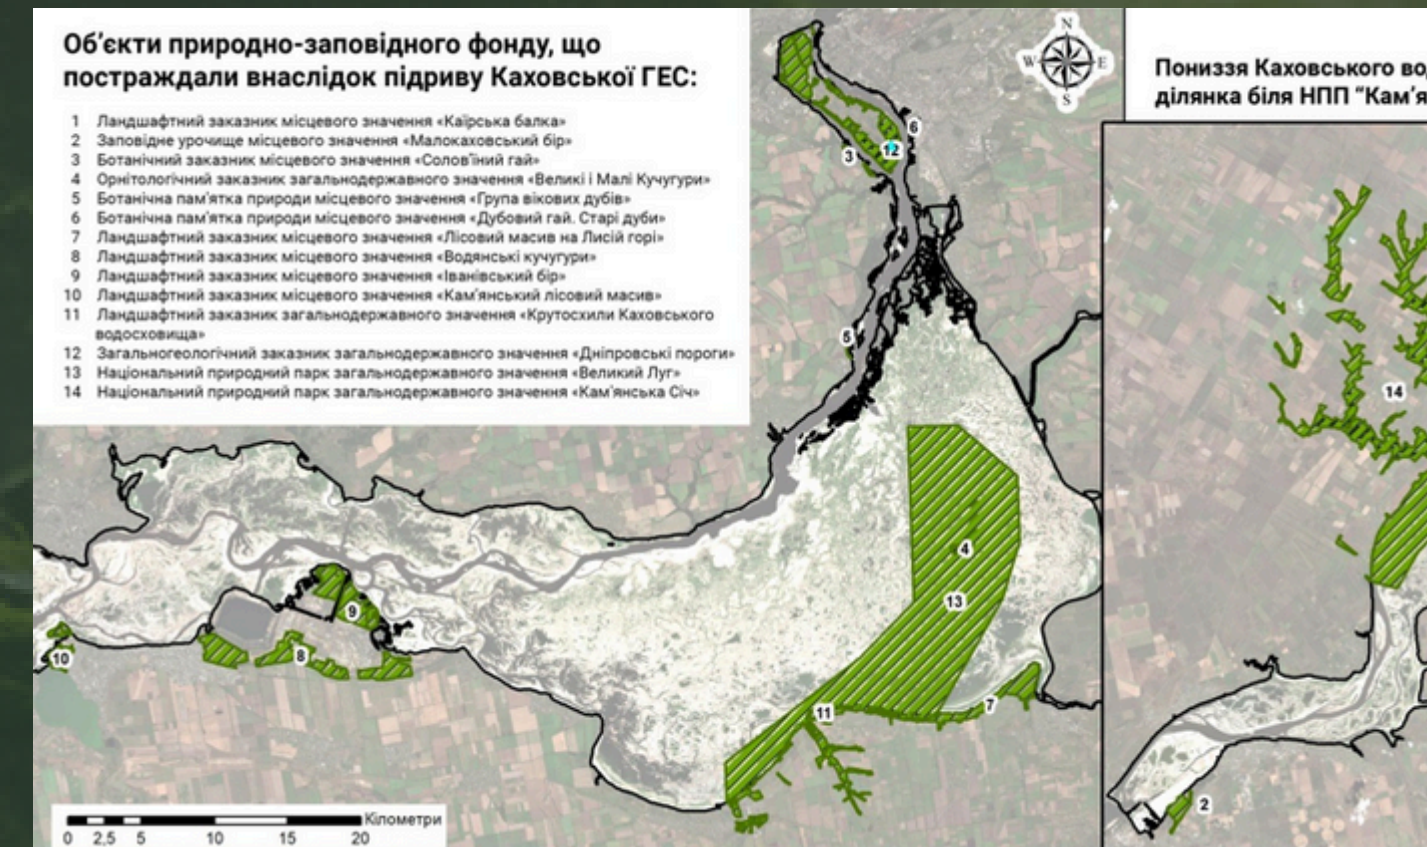 Об’єкти природно-заповідного фонду, що
постраждали внаслідок підриву Каховської ГЕС:
1 Ландшафтний заказник місцевого значення «Каїрська балка»
2 Заповідне урочище місцевого значення «Малокаховський бір»
3 Ботанічний заказник місцевого значення «Солов'їний гай»
4 Орнітологічний заказник загальнодержавного значення «Великі і Малі Кучугури»
5 Ботанічна пам'ятка природи місцевого значення «Група вікових дубів»
6 Ботанічна пам'ятка природи місцевого значення «Дубовий гай. Старі дуби»
7 Ландшафтний заказник місцевого значення «Лісовий масив на Лисій горі»
8 Ландшафтний заказник місцевого значення «Водянські кучугури»
9 Ландшафтний заказник місцевого значення «Іванівський бір»
10 Ландшафтний заказник місцевого значення «Кам'янський лісовий масив»
11 Ландшафтний заказник загальнодержавного значення «Крутосхили Каховського
водосховища»
12 Загальногеологічний заказник загальнодержавного значення «Дніпровські пороги»
13 Національний природний парк загальнодержавного значення «Великий Луг»
14 Національний природний парк загальнодержавного значення «Кам'янська Січ»
N
W E
S
Пониззя Каховського во
ділянка біля НПП “Кам’я
6
3
12
5
14
4
13
9
8
10
7
11
2
Кілометри
0 2,5 5 10 15 20